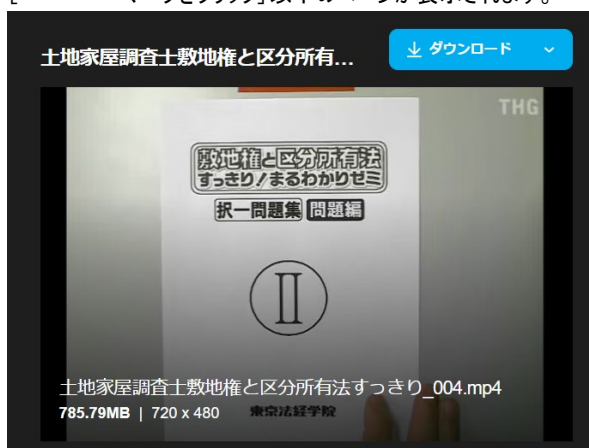 土地家屋調査士敷地権と区分所有...
ダウンロード
THG
敷地権と区分所有法
すっきり!まるわかりゼミ
択一問題集 問題編
Ⅱ
土地家屋調査士敷地権と区分所有法すっきり_004.mp4
785.79MB | 720 x 480
東京法経学院